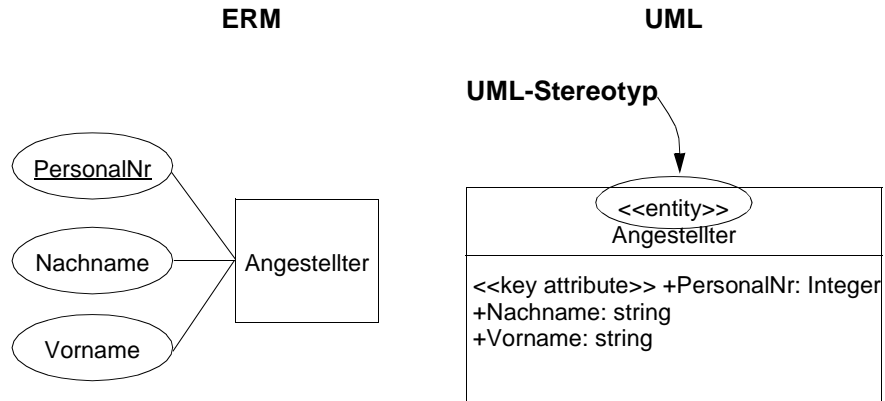 ERM
UML
UML-Stereotyp
PersonalNr
Nachname
Vorname
Angestellter
<<entity>>
Angestellter
<<key attribute>> +PersonalNr: Integer
+Nachname: string
+Vorname: string